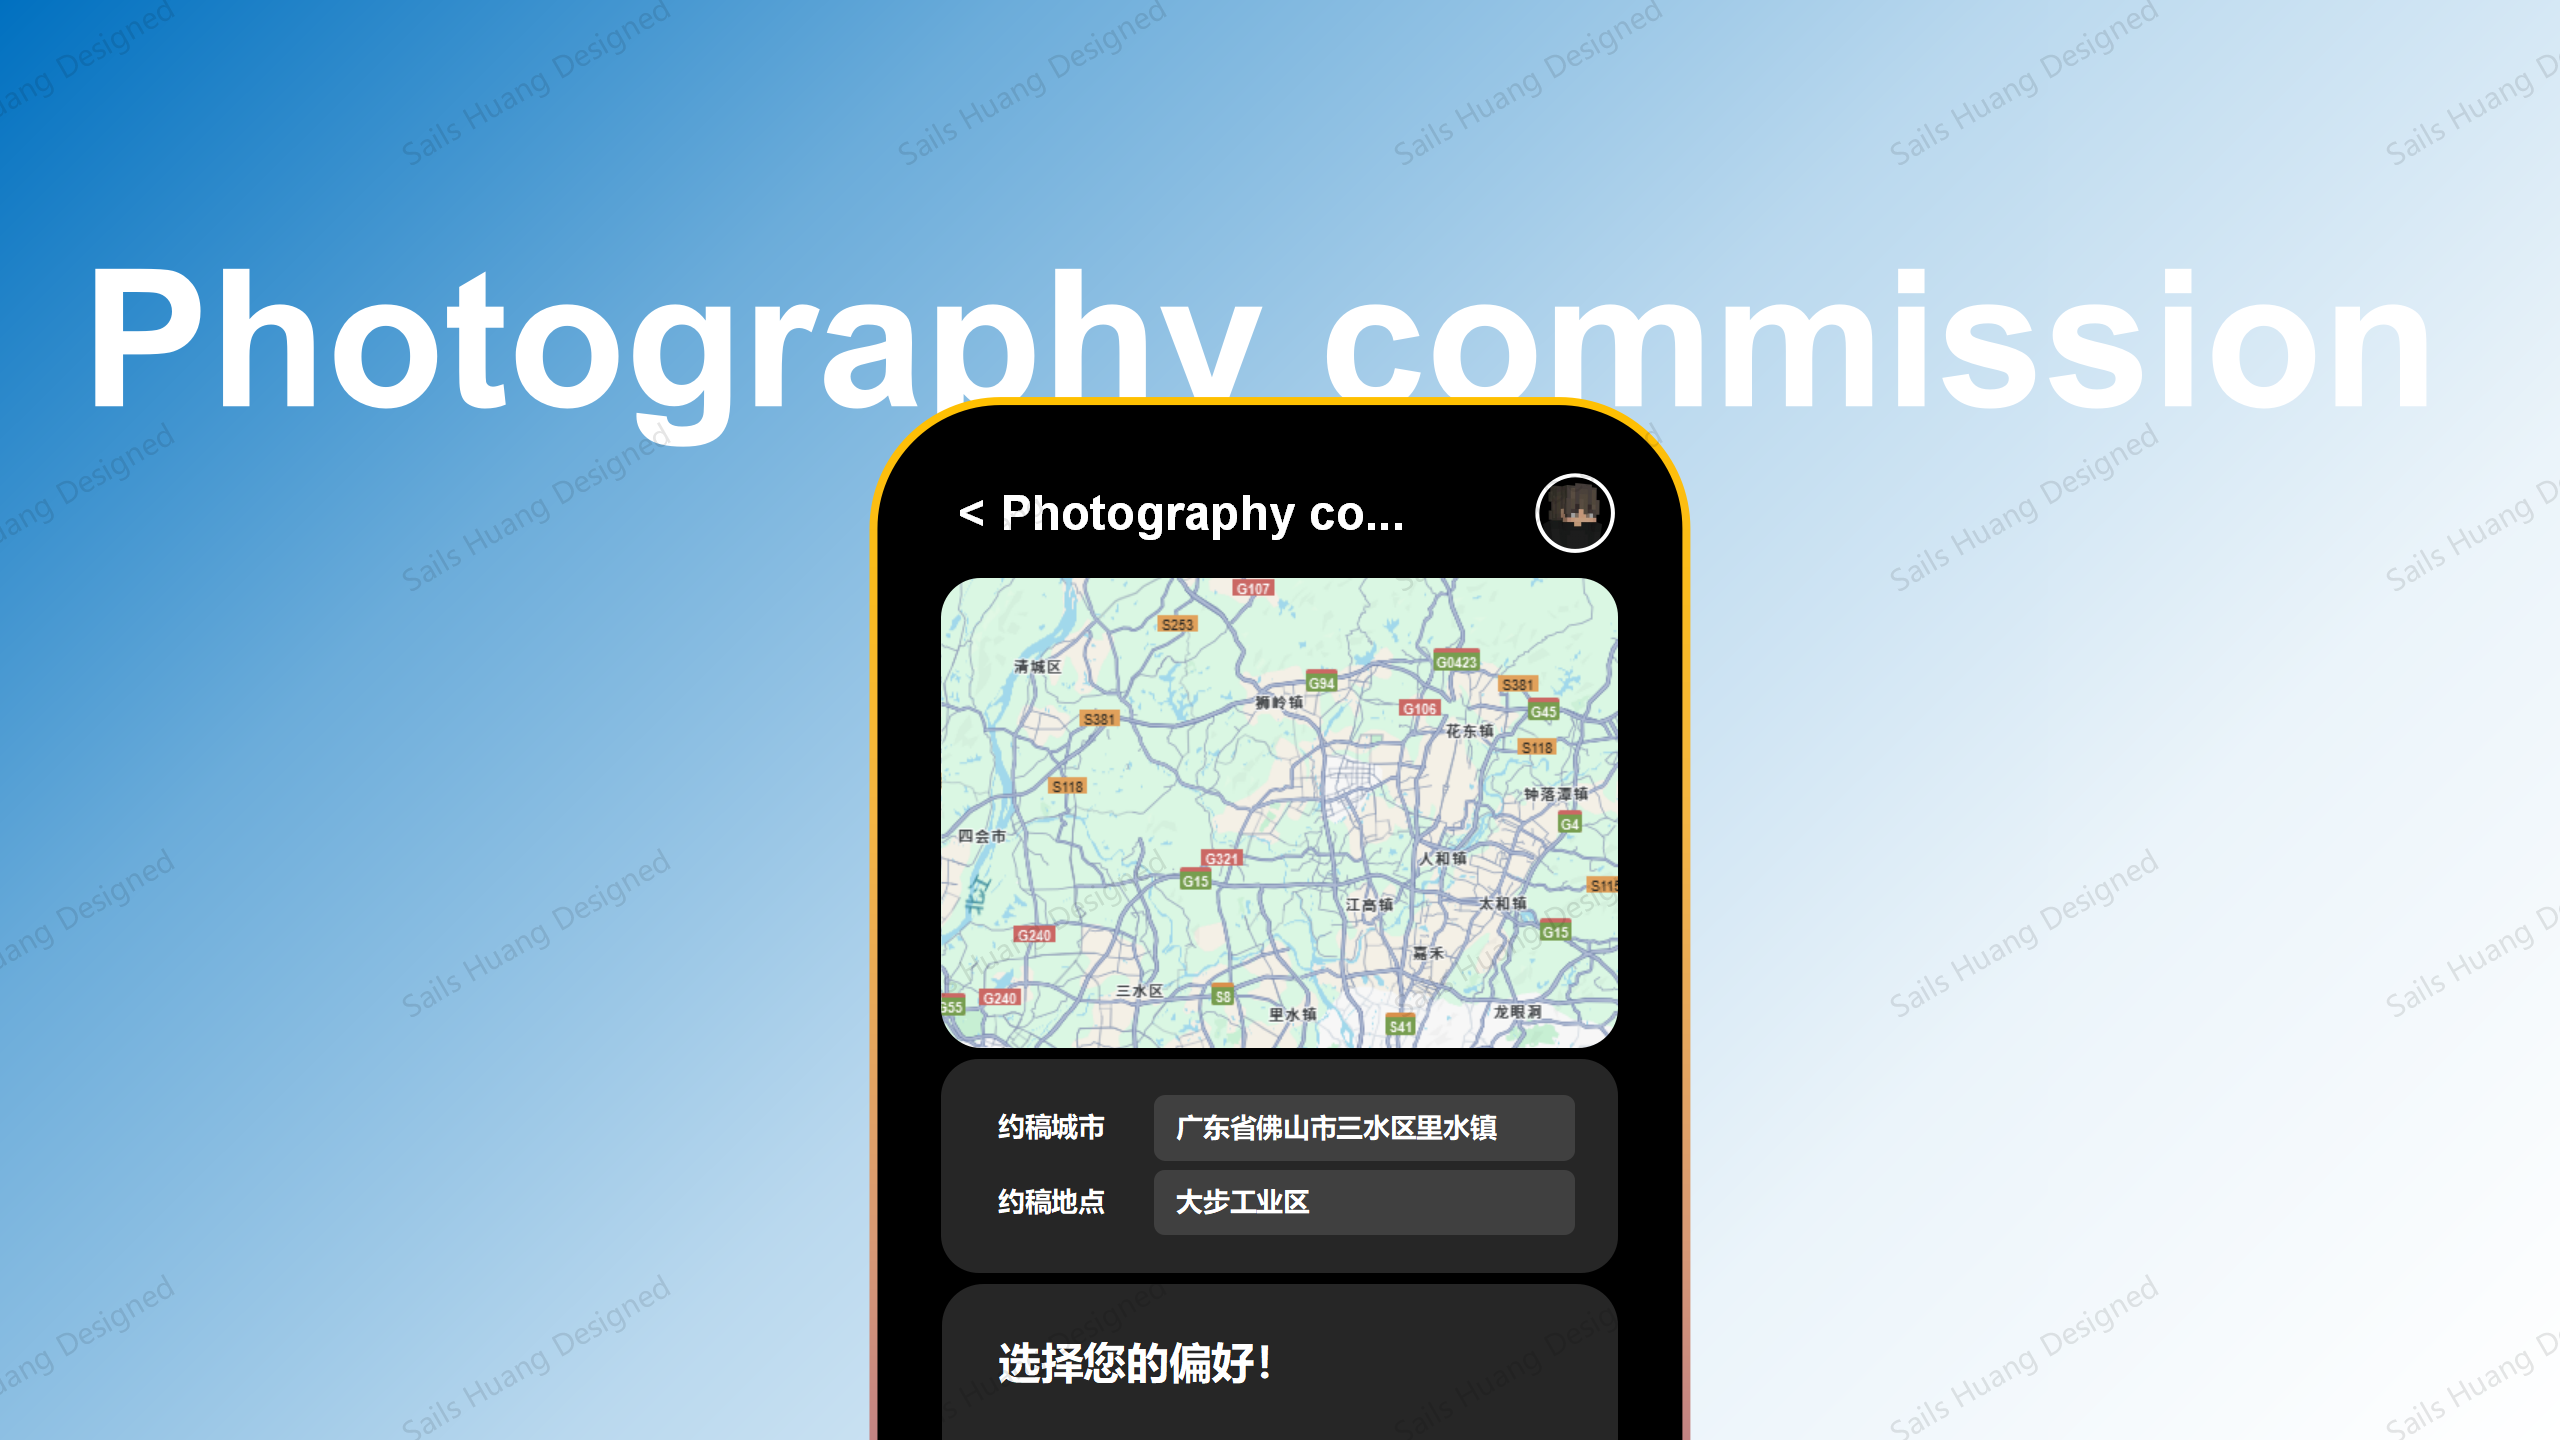 Photography commission
< Photography co...
G107
S253
清城区
G0423
G94
S381
狮岭镇
G106
G45
S381
花东镇
S118
S118
钟落潭镇
G4
四会市
人和镇
G321
G15
S115
北江
江高镇
太和镇
G240
G15
嘉禾
三水区
G240
S8
G55
里水镇
龙眼洞
S41
约稿城市 广东省佛山市三水区里水镇
约稿地点 大步工业区
选择您的偏好!
Sails Huang Designed